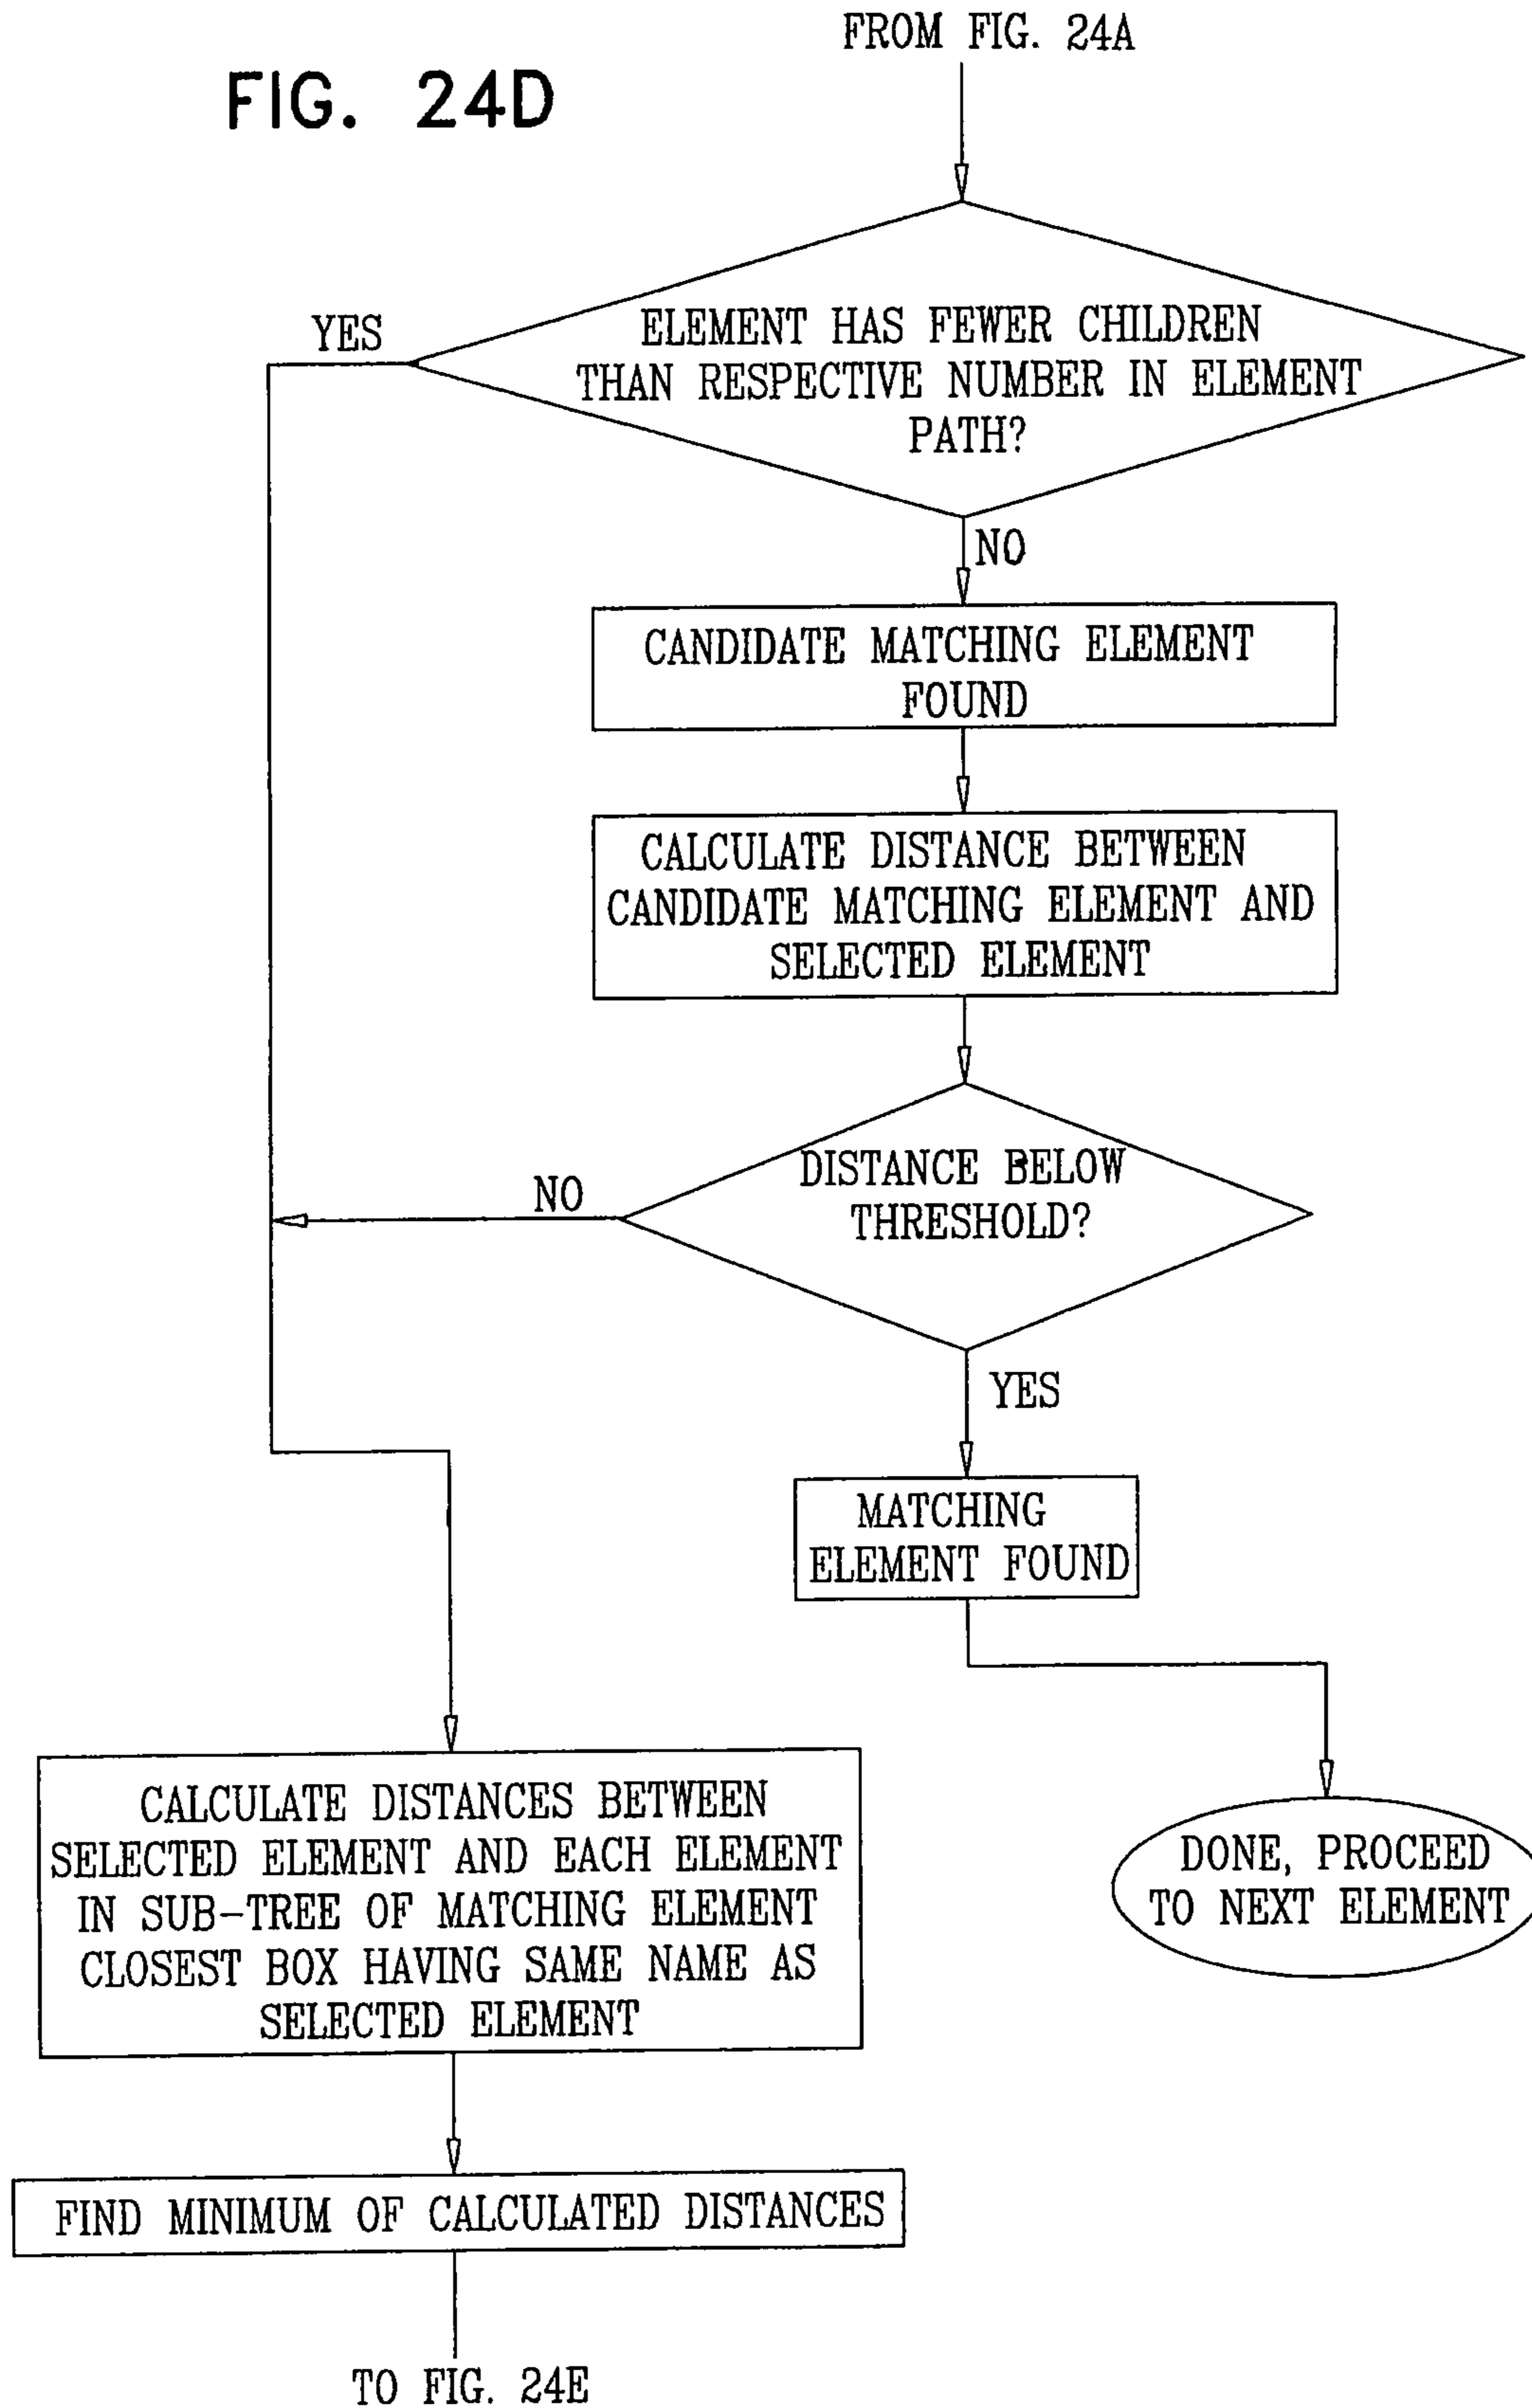 FROM FIG. 24A
FIG. 24D
YES
ELEMENT HAS FEWER CHILDREN
THAN RESPECTIVE NUMBER IN ELEMENT
PATH?
NO
CANDIDATE MATCHING ELEMENT
FOUND
CALCULATE DISTANCE BETWEEN
CANDIDATE MATCHING ELEMENT AND
SELECTED ELEMENT
DISTANCE BELOW
THRESHOLD?
NO
YES
MATCHING
ELEMENT FOUND
CALCULATE DISTANCES BETWEEN
SELECTED ELEMENT AND EACH ELEMENT
IN SUB-TREE OF MATCHING ELEMENT
CLOSEST BOX HAVING SAME NAME AS
SELECTED ELEMENT
DONE, PROCEED
TO NEXT ELEMENT
FIND MINIMUM OF CALCULATED DISTANCES
TO FIG. 24E